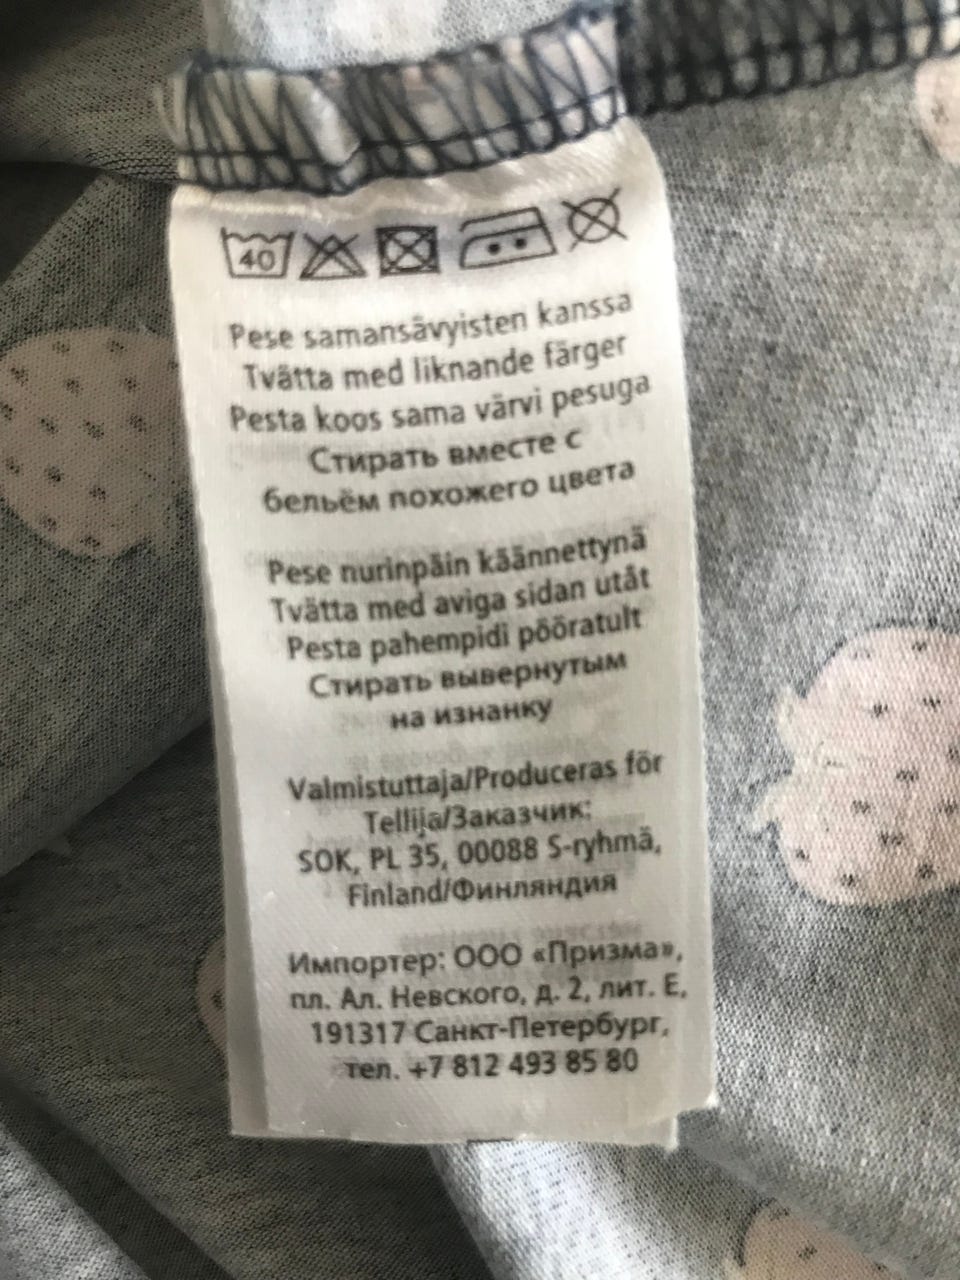 40
Pese samansävyisten kanssa
Tvätta med liknande färger
Pesta koos sama värvi pesuga
Стирать вместе с
бельём похожего цвета
Pese nurinpäin käännettynä
Tvätta med aviga sidan utåt
Pesta pahempidi pööratult
Стирать вывернутым
на изнанку
Valmistuttaja/Produceras för
Tellija/Заказчик:
SOK, PL 35, 00088 S-ryhmä,
Finland/Финляндия
Импортер: ООО «Призма»,
пл. Ал. Невского, д. 2, лит. Е,
191317 Санкт-Петербург,
тел. +7 812 493 85 80